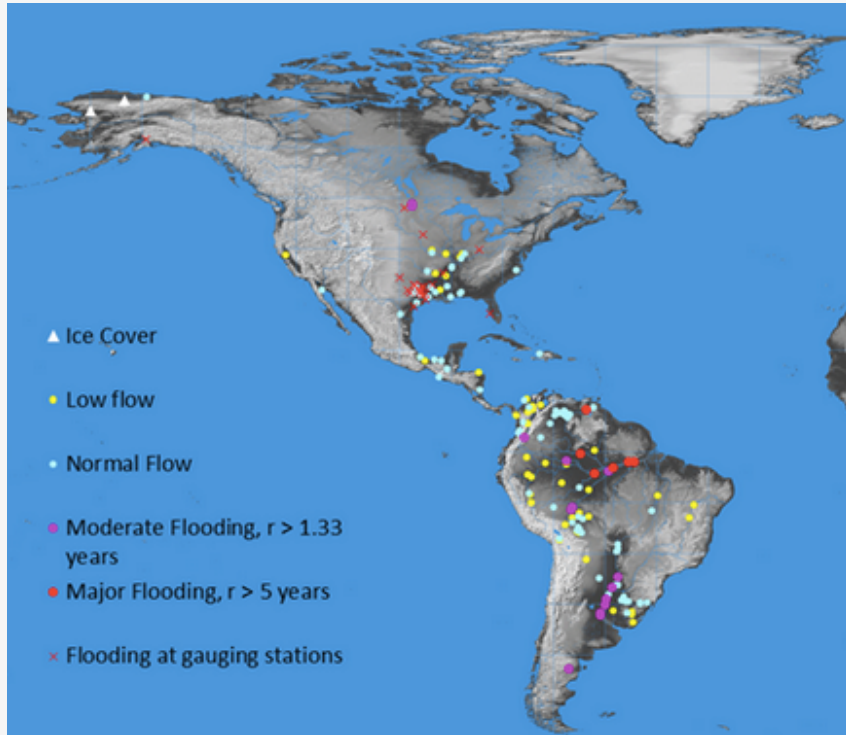 Ice Cover
Low flow
Normal Flow
Moderate Flooding, r > 1.33
years
Major Flooding, r > 5 years
Flooding at gauging stations